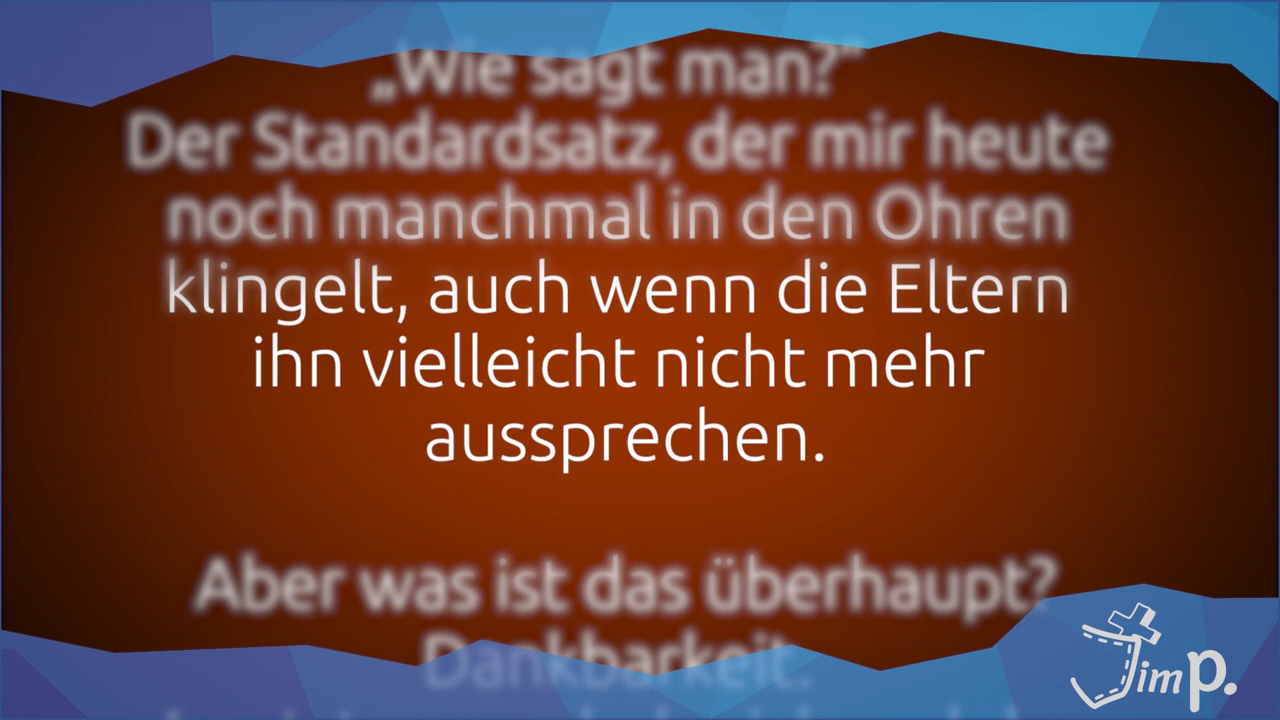 „Wie sagt man?“
Der Standardsatz, der mir heute
noch manchmal in den Ohren
klingelt, auch wenn die Eltern
ihn vielleicht nicht mehr
aussprechen.
Aber was ist das überhaupt?
Dankbarkeit.
Jimp.